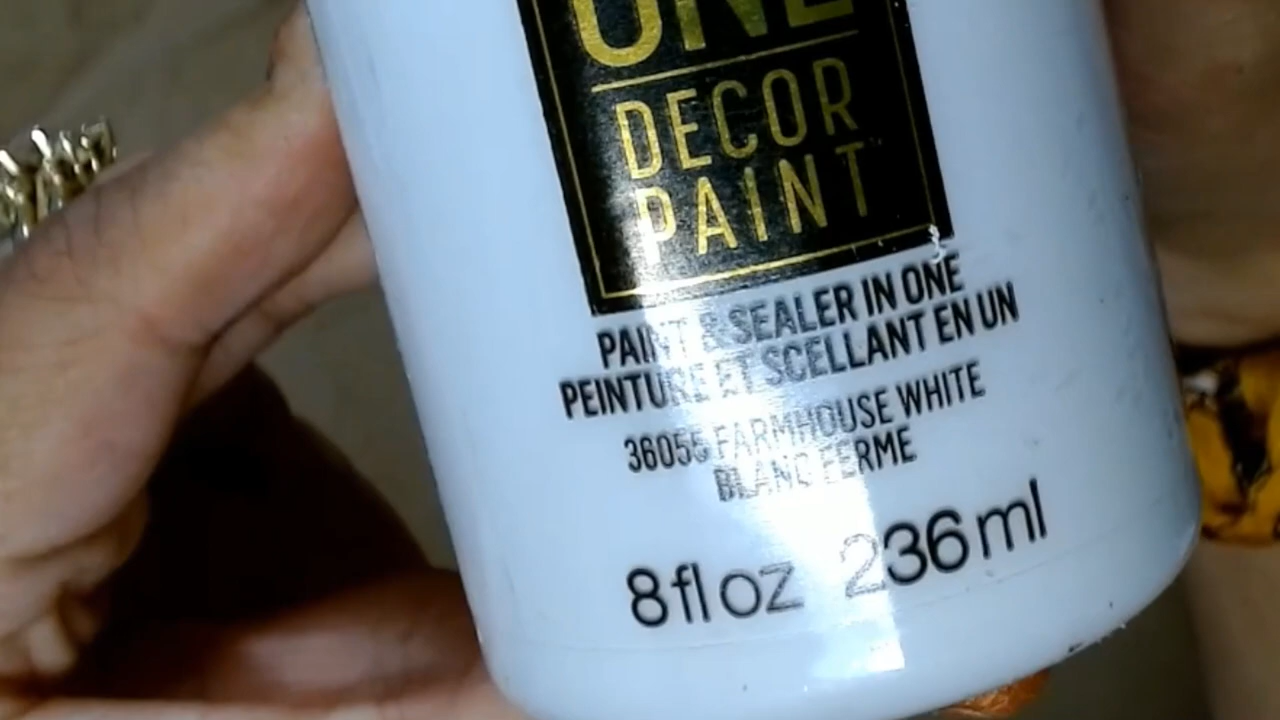 ONE
DECOR
PAINT
PAINT & SEALER IN ONE
PEINTURE ET SCELLANT EN UN
36055 FARMHOUSE WHITE
BLANC FERME
8 fl oz 236 ml